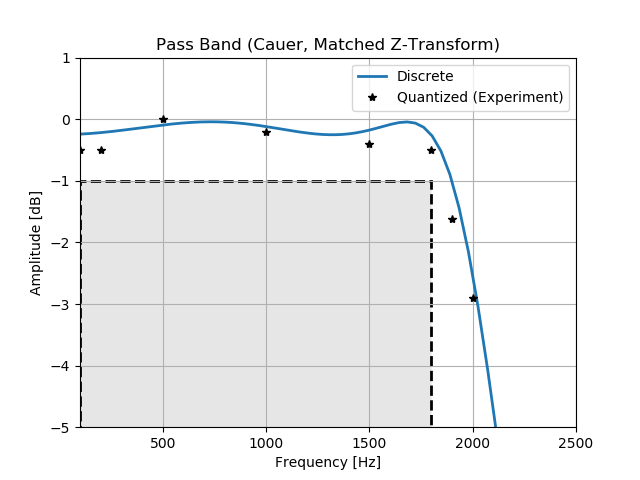 Pass Band (Cauer, Matched Z-Transform)
Discrete
Quantized (Experiment)
Amplitude [dB]
1
0
−1
−2
−3
−4
−5
500
1000
1500
2000
2500
Frequency [Hz]